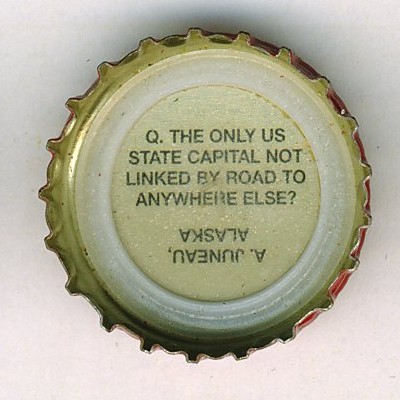 Q. THE ONLY US
STATE CAPITAL NOT
LINKED BY ROAD TO
ANYWHERE ELSE?
A. JUNEAU,
ALASKA